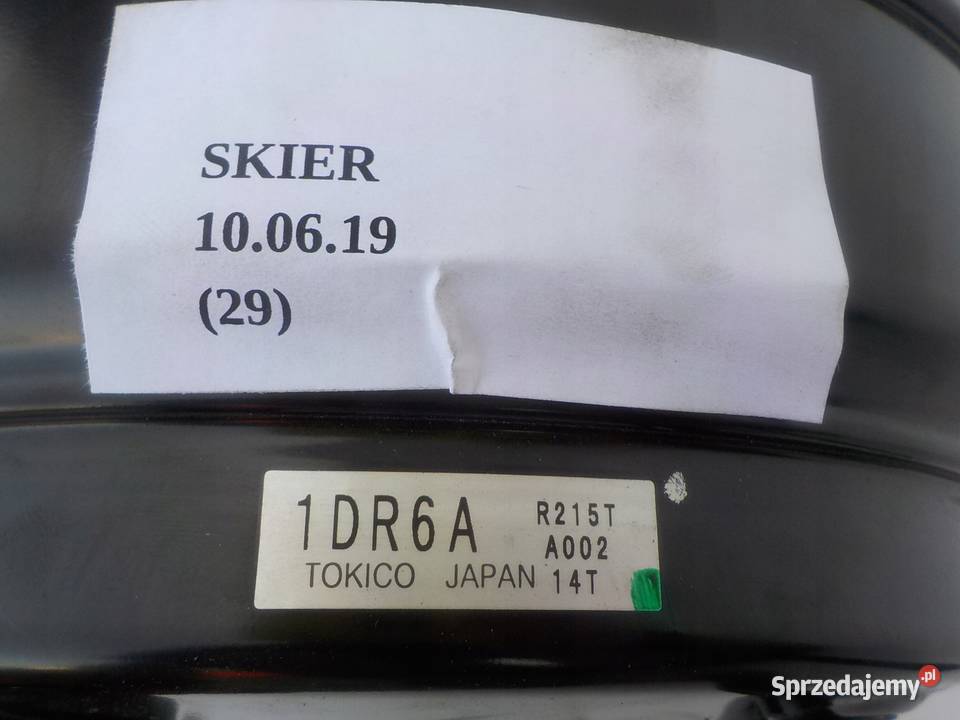 SKIER
10.06.19
(29)
1DR6A R215T
A002
TOKICO JAPAN 14T
Sprzedajemy.pl